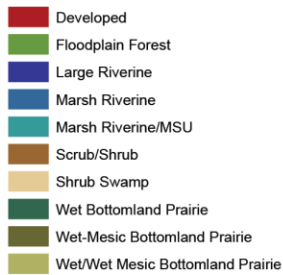 Developed
Floodplain Forest
Large Riverine
Marsh Riverine
Marsh Riverine/MSU
Scrub/Shrub
Shrub Swamp
Wet Bottomland Prairie
Wet-Mesic Bottomland Prairie
Wet/Wet Mesic Bottomland Prairie